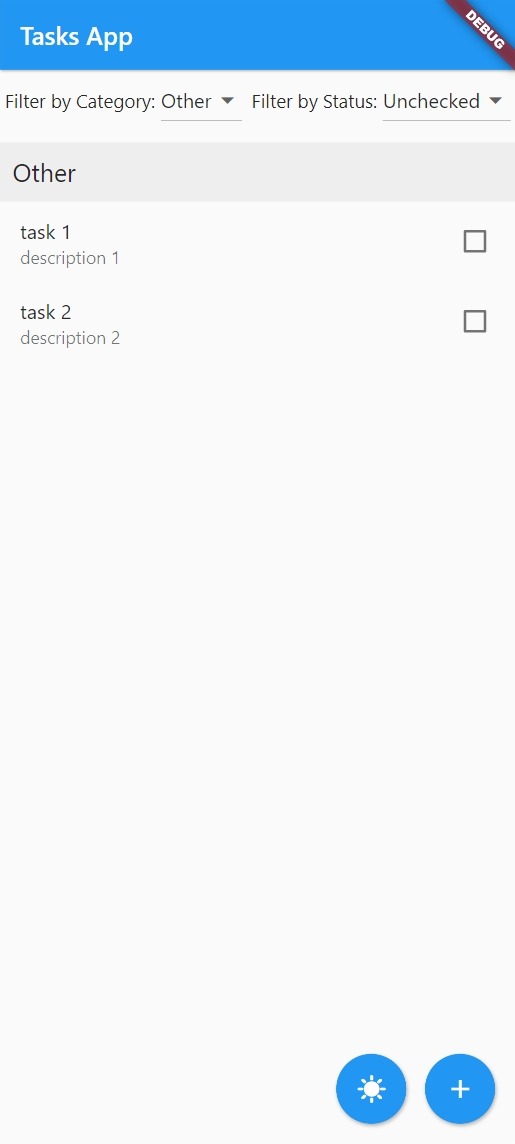 Tasks App
DEBUG
Filter by Category: Other Filter by Status: Unchecked
Other
task 1
description 1
task 2
description 2